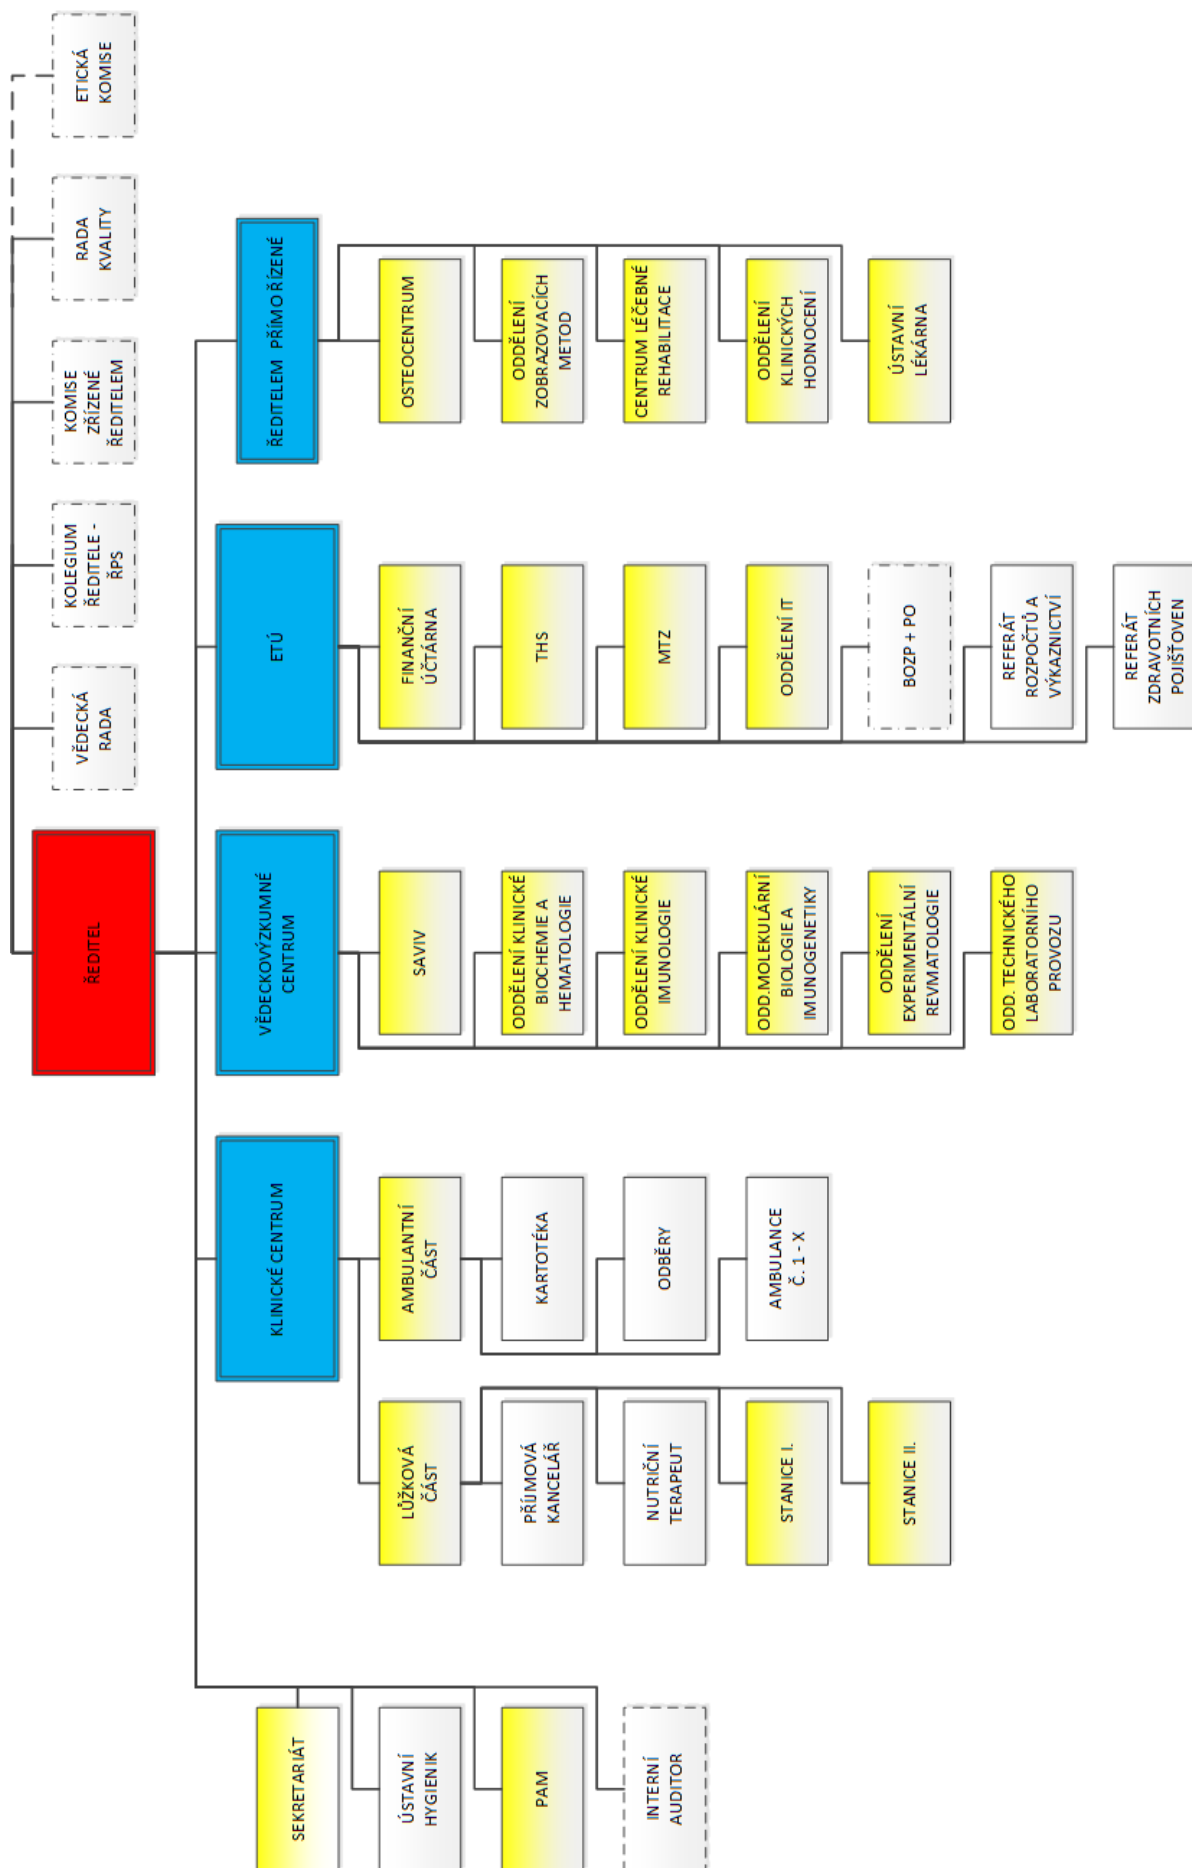 ŘEDITEL
VĚDECKÁ
RADA
KOLEGIUM
ŘEDITELE -
ŘPS
KOMISE
ZŘÍZENÉ
ŘEDITELEM
RADA
KVALITY
ETICKÁ
KOMISE
SEKRETARIÁT
ÚSTAVNÍ
HYGIENIK
PAM
INTERNÍ
AUDITOR
KLINICKÉ CENTRUM
LŮŽKOVÁ
ČÁST
PŘÍJMOVÁ
KANCELÁŘ
NUTRIČNÍ
TERAPEUT
STANICE I.
STANICE II.
AMBULANTNÍ
ČÁST
KARTOTÉKA
ODBĚRY
AMBULANCE
Č. 1 - X
VĚDECKOVÝZKUMNÉ
CENTRUM
SAVIV
ODDĚLENÍ KLINICKÉ
BIOCHEMIE A
HEMATOLOGIE
ODDĚLENÍ KLINICKÉ
IMUNOLOGIE
ODD.MOLEKULÁRNÍ
BIOLOGIE A
IMUNOGENETIKY
ODDĚLENÍ
EXPERIMENTÁLNÍ
REVMATOLOGIE
ODD. TECHNICKÉHO
LABORATORNÍHO
PROVOZU
ETÚ
FINANČNÍ
ÚČTÁRNA
THS
MTZ
ODDĚLENÍ IT
BOZP + PO
REFERÁT
ROZPOČTŮ A
VÝKAZNICTVÍ
REFERÁT
ZDRAVOTNÍCH
POJIŠŤOVEN
ŘEDITELEM PŘÍMO ŘÍZENÉ
OSTEOCENTRUM
ODDĚLENÍ
ZOBRAZOVACÍCH
METOD
CENTRUM LÉČEBNÉ
REHABILITACE
ODDĚLENÍ
KLINICKÝCH
HODNOCENÍ
ÚSTAVNÍ
LÉKÁRNA